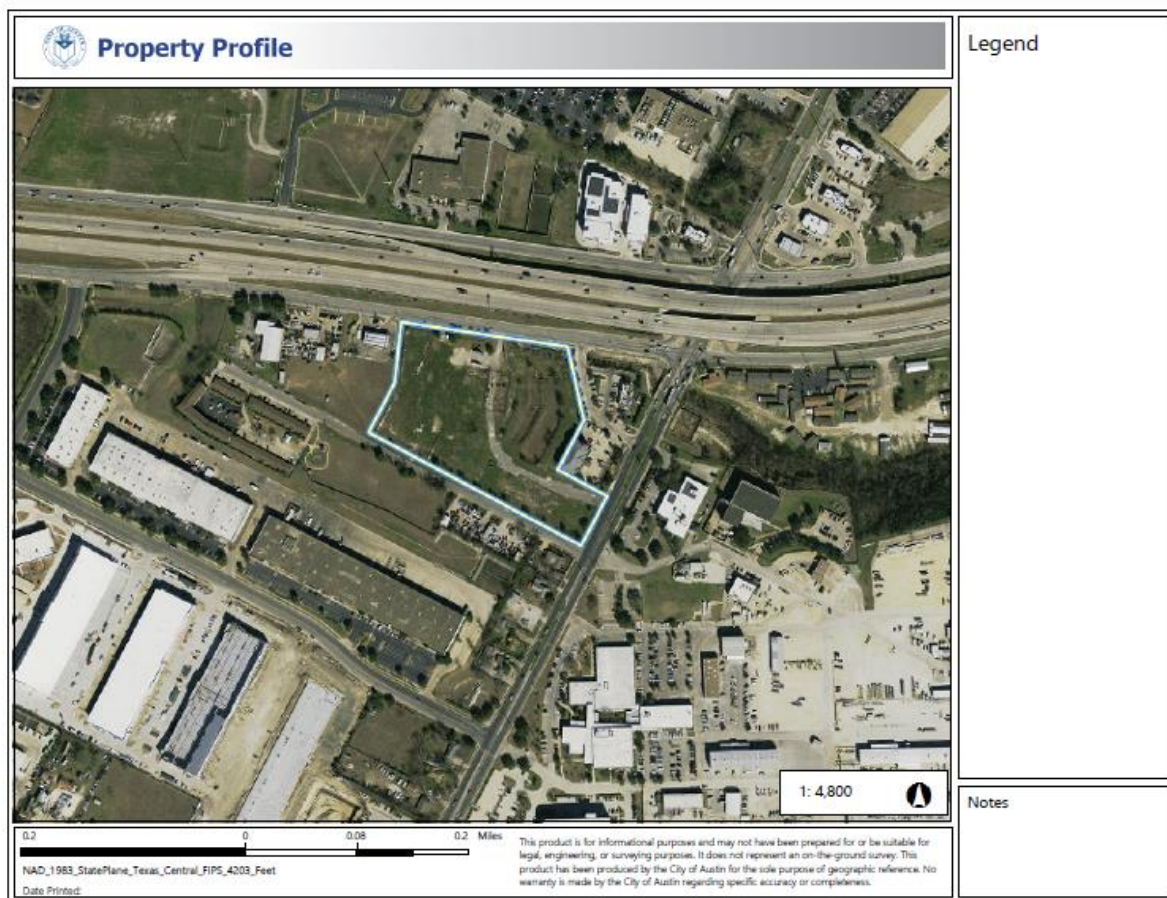 Property Profile
Legend
1: 4,800
Notes
0.2 0 0.08 0.2 Miles
NAD_1983_StatePlane_Texas_Central_FIPS_4203_Feet
Date Printed:
This product is for informational purposes and may not have been prepared for or be suitable for
legal, engineering, or surveying purposes. It does not represent an on-the-ground survey. This
product has been produced by the City of Austin for the sole purpose of geographic reference. No
warranty is made by the City of Austin regarding specific accuracy or completeness.